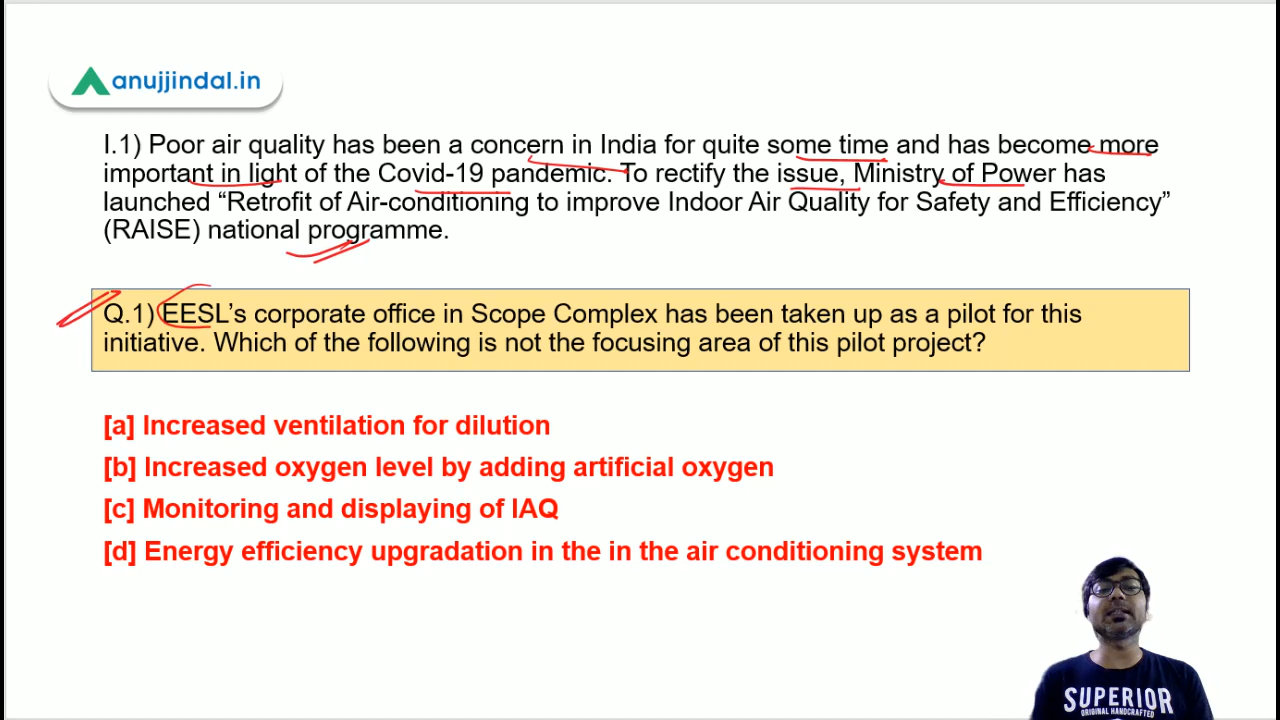 anujjindal.in
I.1) Poor air quality has been a concern in India for quite some time and has become more
important in light of the Covid-19 pandemic. To rectify the issue, Ministry of Power has
launched “Retrofit of Air-conditioning to improve Indoor Air Quality for Safety and Efficiency”
(RAISE) national programme.
Q.1) EESL’s corporate office in Scope Complex has been taken up as a pilot for this
initiative. Which of the following is not the focusing area of this pilot project?
[a] Increased ventilation for dilution
[b] Increased oxygen level by adding artificial oxygen
[c] Monitoring and displaying of IAQ
[d] Energy efficiency upgradation in the in the air conditioning system
SUPERIOR
ORIGINAL HANDCRAFTED